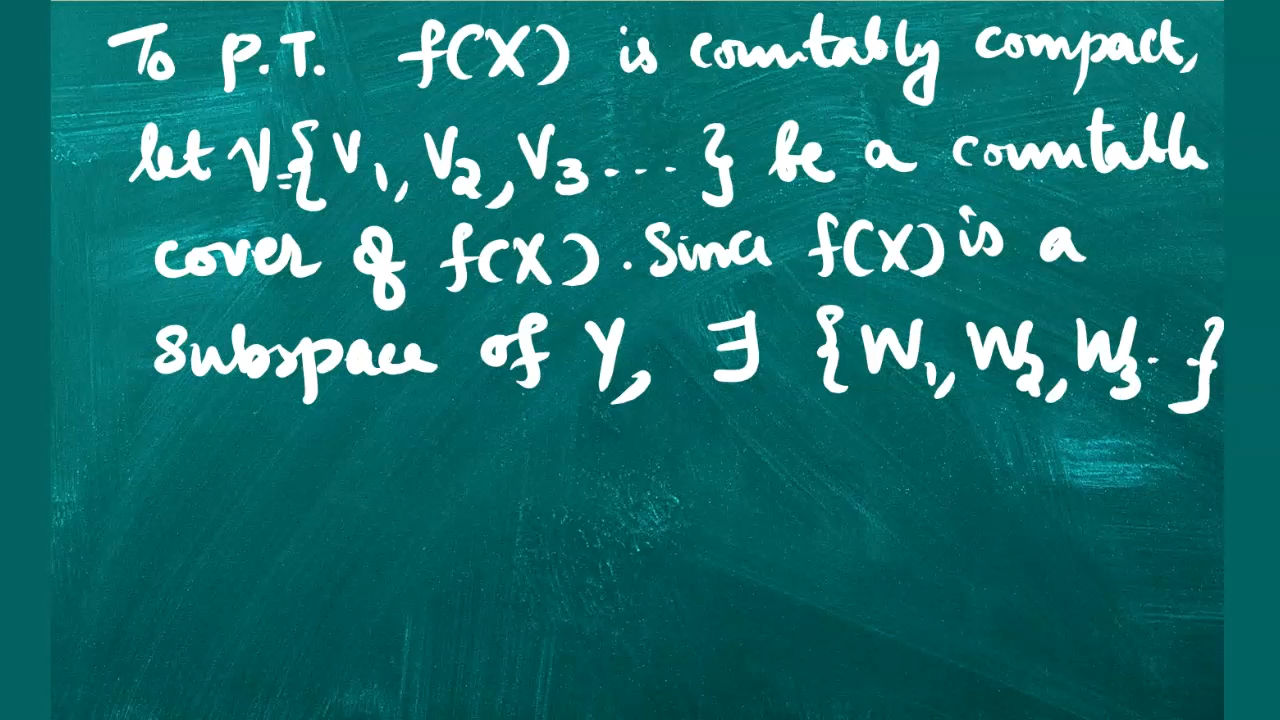 To P.T. f(X) is countably compact,
let V={V₁, V₂, V₃...} be a countable
cover of f(X). Since f(X) is a
subspace of Y, ∃ {W₁, W₂, W₃..}